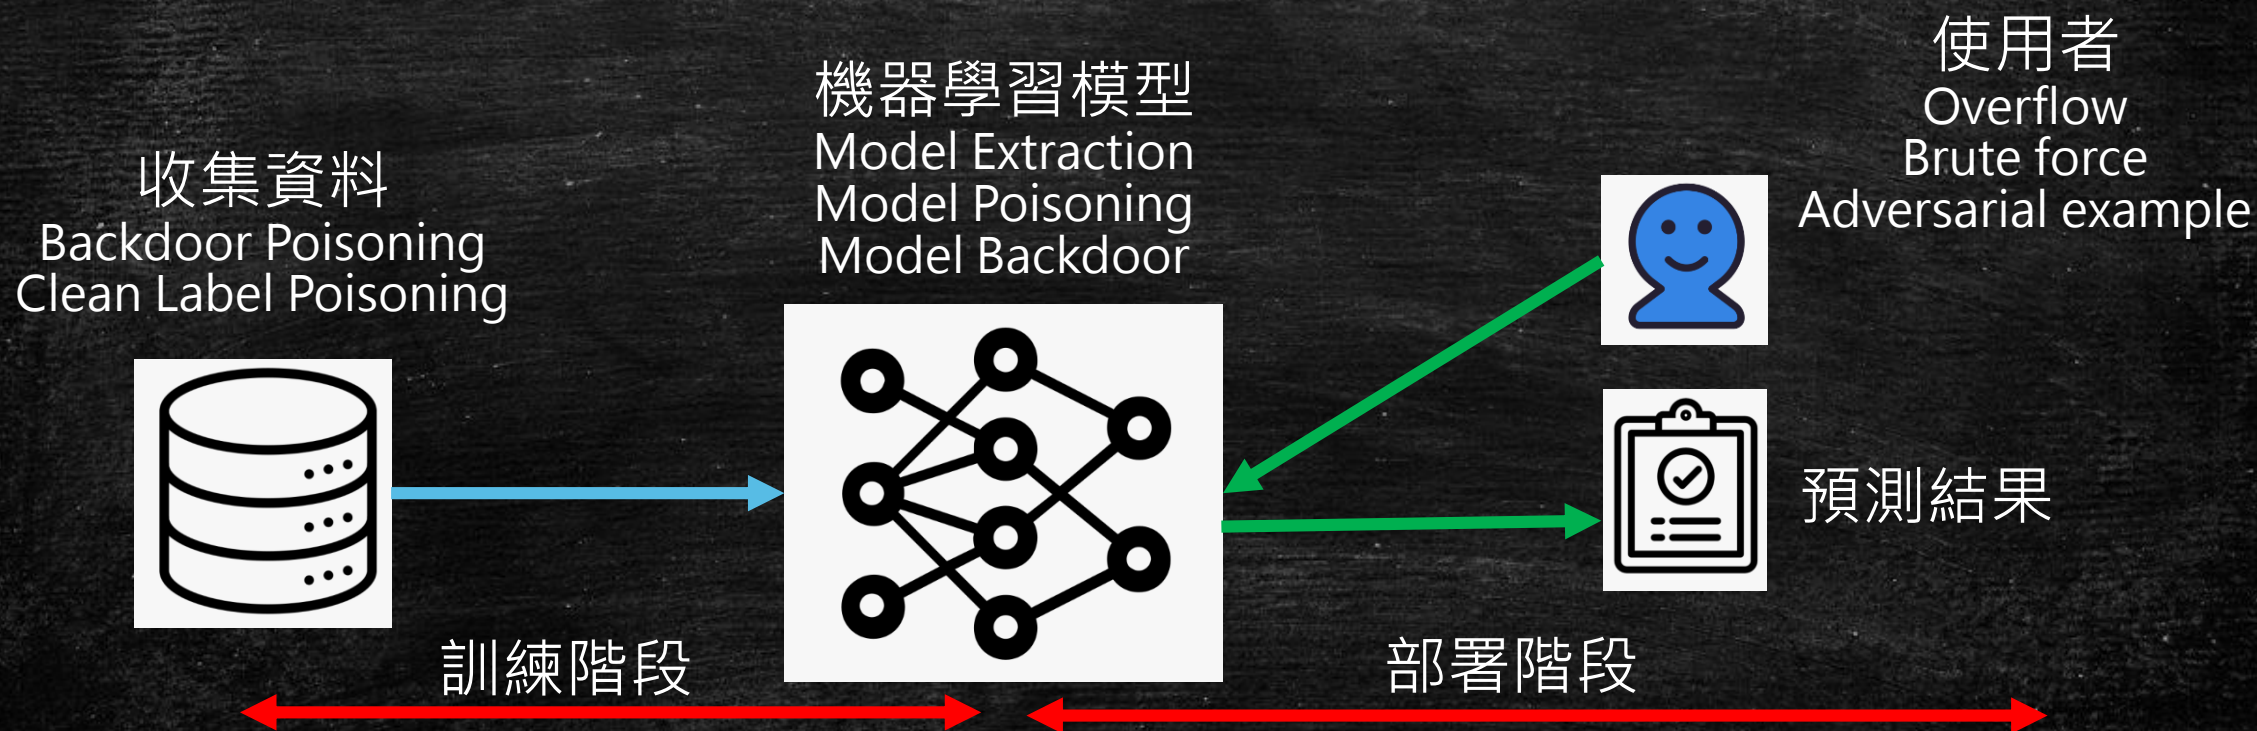 收集資料
Backdoor Poisoning
Clean Label Poisoning
機器學習模型
Model Extraction
Model Poisoning
Model Backdoor
使用者
Overflow
Brute force
Adversarial example
預測結果
訓練階段
部署階段